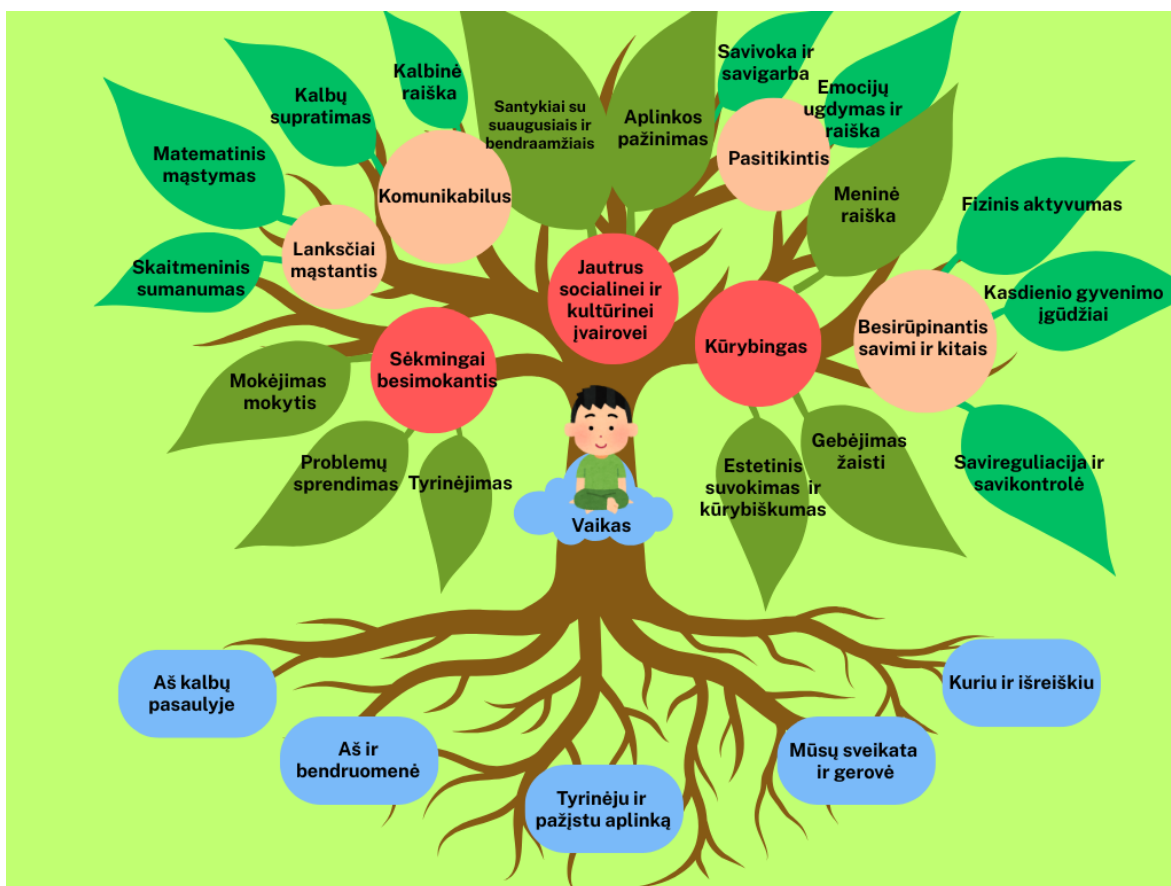 Savivoka ir
savigarba
Kalbinė
raiška
Kalbų
supratimas
Santykiai su
suaugusiais ir
bendraamžiais
Aplinkos
pažinimas
Emocijų
ugdymas ir
raiška
Matematinis
mąstymas
Pasitikintis
Komunikabilus
Meninė
raiška
Fizinis aktyvumas
Lanksčiai
mąstantis
Skaitmeninis
sumanumas
Jautrus
socialinei ir
kultūrinei
įvairovei
Kasdienio gyvenimo
įgūdžiai
Besirūpinantis
savimi ir kitais
Kūrybingas
Sėkmingai
besimokantis
Mokėjimas
mokytis
Problemų
sprendimas
Tyrinėjimas
Gebėjimas
žaisti
Estetinis
suvokimas ir
kūrybiškumas
Savireguliacija ir
savikontrolė
Vaikas
Aš kalbų
pasaulyje
Kuriu ir išreiškiu
Aš ir
bendruomenė
Mūsų sveikata
ir gerovė
Tyrinėju ir
pažįstu aplinką